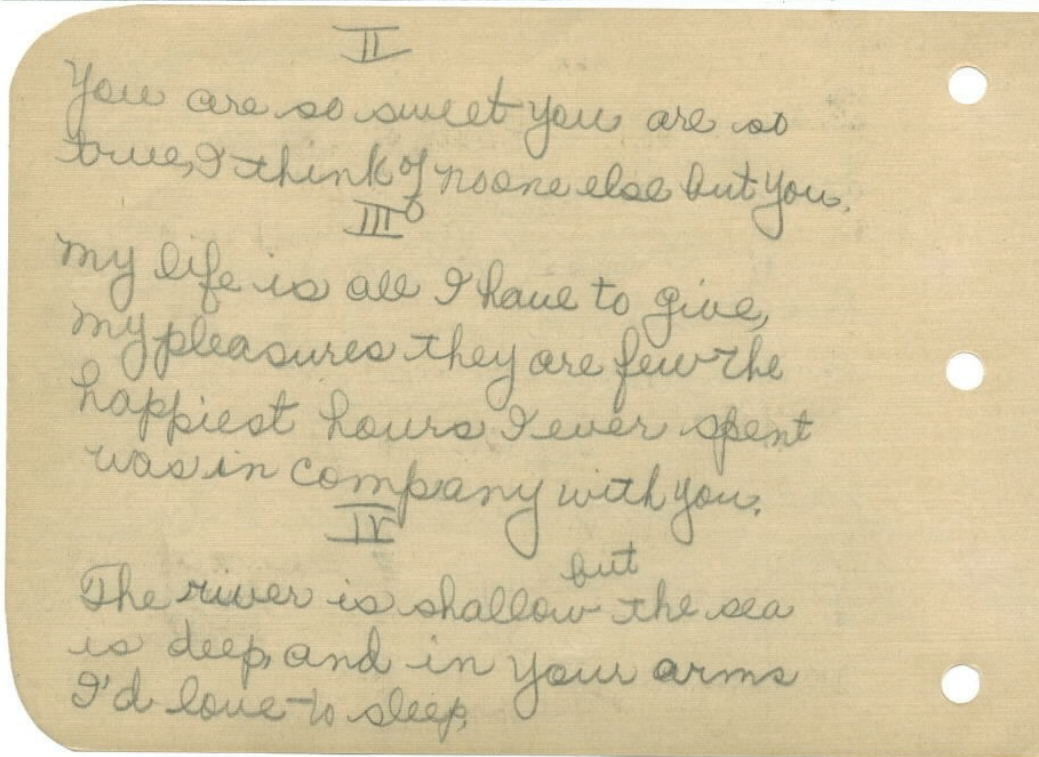 II
You are so sweet you are so
true, I think of no one else but you.
III
My life is all I have to give,
my pleasures they are few the
happiest hours I ever spent
was in company with you.
IV
but
The river is shallow the sea
is deep, and in your arms
I'd love to sleep,